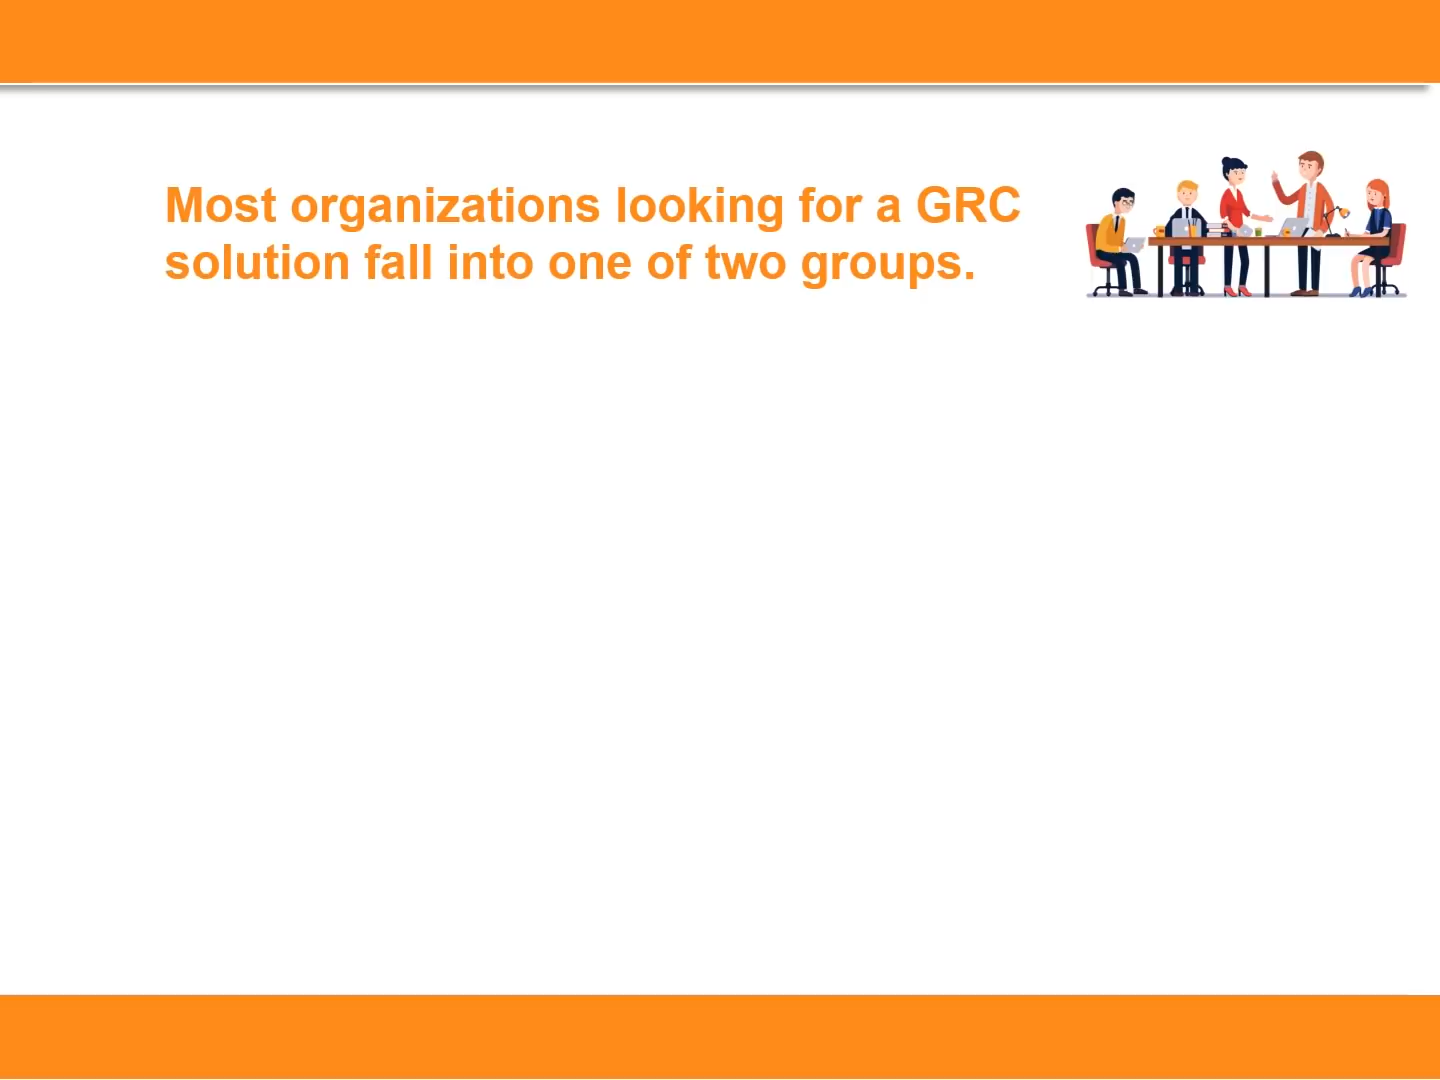 Most organizations looking for a GRC
solution fall into one of two groups.